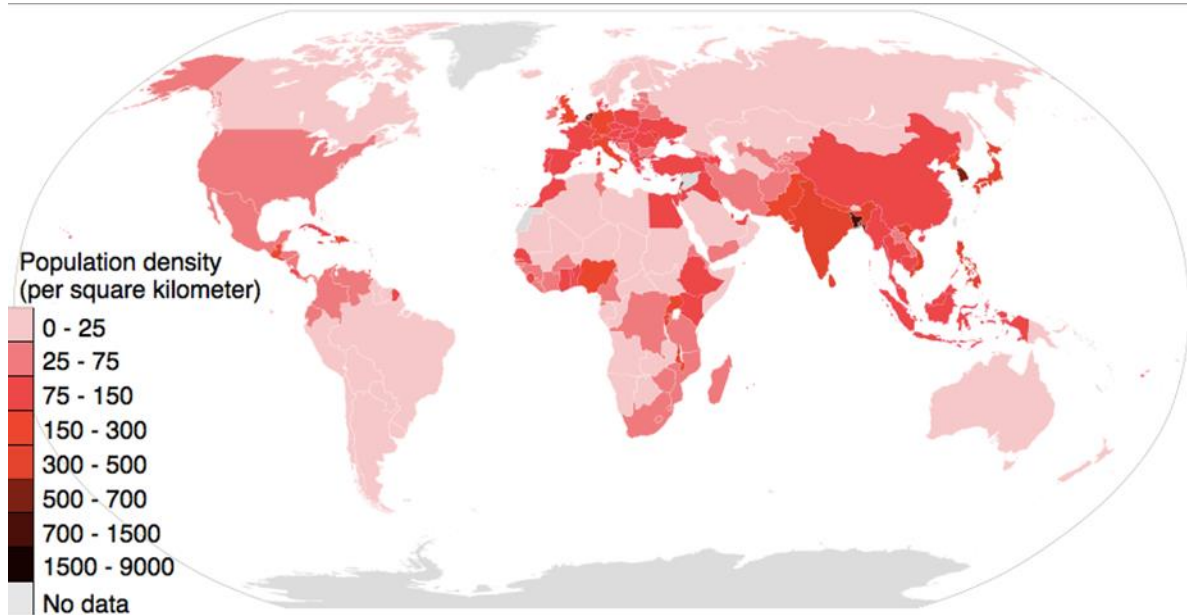 Population density
(per square kilometer)
0 - 25
25 - 75
75 - 150
150 - 300
300 - 500
500 - 700
700 - 1500
1500 - 9000
No data